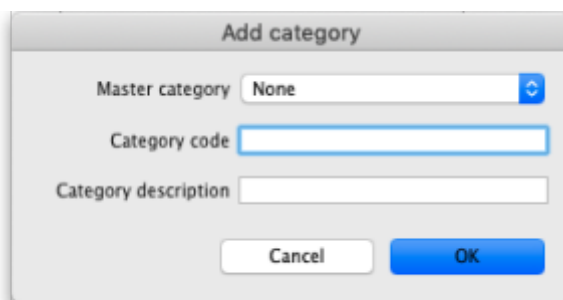 Add category
Master category None
Category code
Category description
Cancel OK